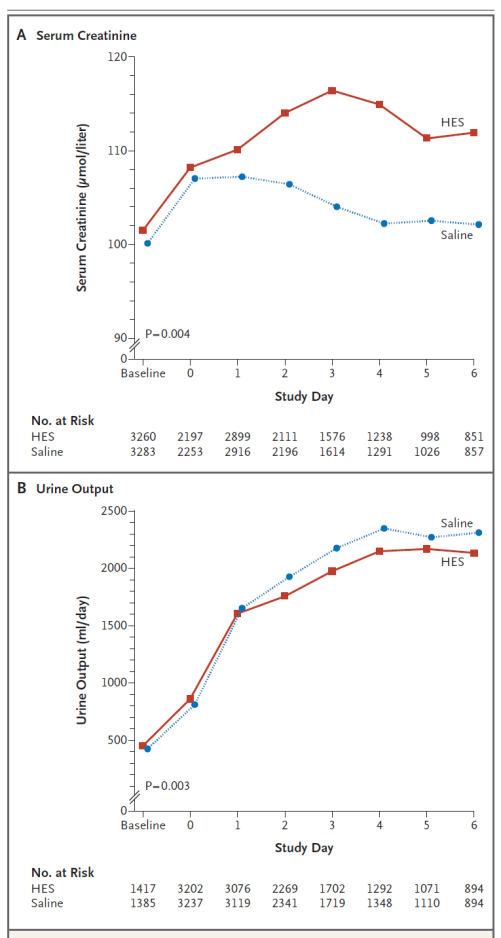 A Serum Creatinine
120
HES
110
Serum Creatinine (µmol/liter)
100
Saline
90
P=0.004
0
Baseline 0 1 2 3 4 5 6
Study Day
No. at Risk
HES 3260 2197 2899 2111 1576 1238 998 851
Saline 3283 2253 2916 2196 1614 1291 1026 857
B Urine Output
2500
Saline
HES
2000
1500
Urine Output (ml/day)
1000
500
P=0.003
0
Baseline 0 1 2 3 4 5 6
Study Day
No. at Risk
HES 1417 3202 3076 2269 1702 1292 1071 894
Saline 1385 3237 3119 2341 1719 1348 1110 894